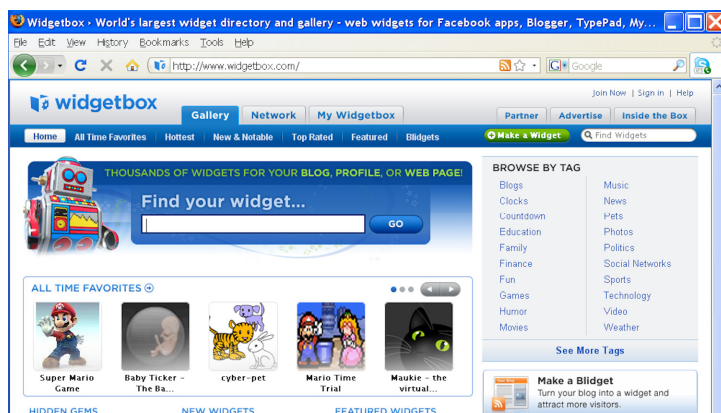 Widgetbox › World's largest widget directory and gallery - web widgets for Facebook apps, Blogger, TypePad, My...
File Edit View History Bookmarks Tools Help
http://www.widgetbox.com/
G Google
Join Now | Sign in | Help
widgetbox
Gallery Network My Widgetbox
Partner Advertise Inside the Box
Home All Time Favorites Hottest New & Notable Top Rated Featured Blidgets
Make a Widget Find Widgets
THOUSANDS OF WIDGETS FOR YOUR BLOG, PROFILE, OR WEB PAGE!
Find your widget...
GO
BROWSE BY TAG
Blogs Music
Clocks News
Countdown Pets
Education Photos
Family Politics
Finance Social Networks
Fun Sports
Games Technology
Humor Video
Movies Weather
See More Tags
ALL TIME FAVORITES
Super Mario Game
Baby Ticker - The Ba...
cyber-pet
Mario Time Trial
Maukie - the virtual...
Make a Blidget
Turn your blog into a widget and
attract more visitors.
HIDDEN GEMS NEW WIDGETS FEATURED WIDGETS